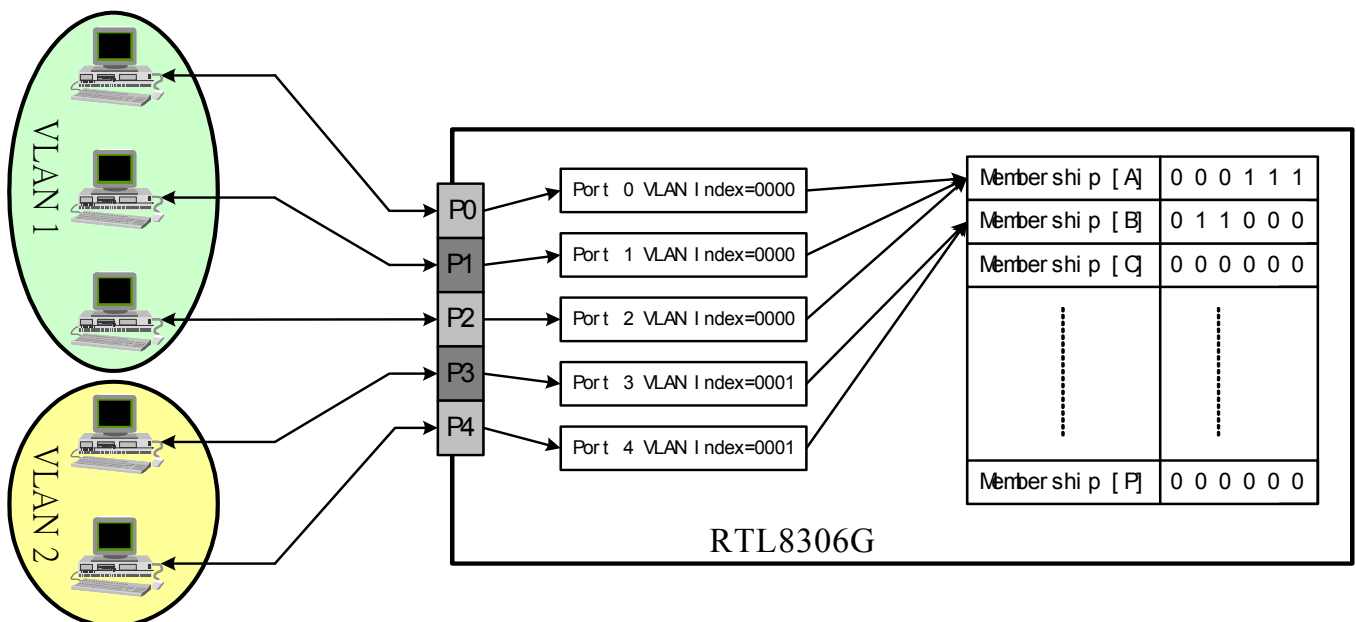 VLAN 1
VLAN 2
P0
P1
P2
P3
P4
Port 0 VLAN Index=0000
Port 1 VLAN Index=0000
Port 2 VLAN Index=0000
Port 3 VLAN Index=0001
Port 4 VLAN Index=0001
Membership [A] 0 0 0 1 1 1
Membership [B] 0 1 1 0 0 0
Membership [C] 0 0 0 0 0 0
Membership [P] 0 0 0 0 0 0
RTL8306G